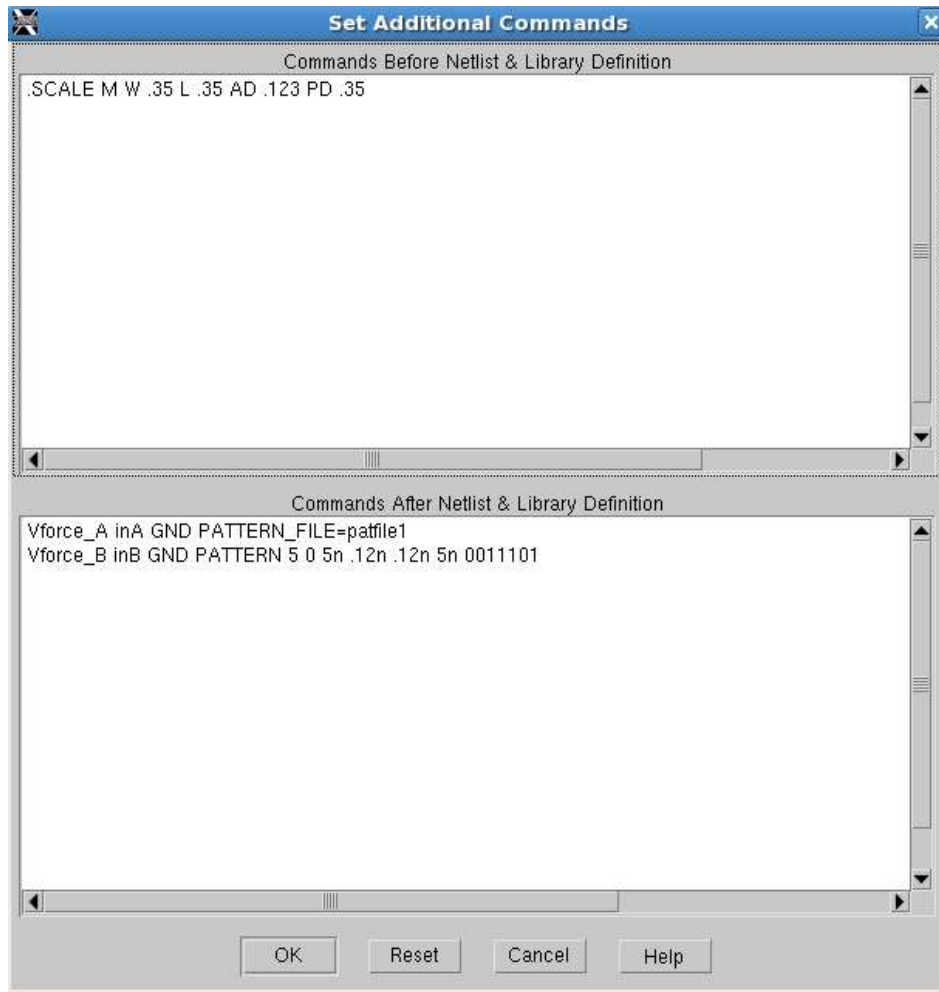 Set Additional Commands
Commands Before Netlist & Library Definition
.SCALE M W .35 L .35 AD .123 PD .35
Commands After Netlist & Library Definition
Vforce_A inA GND PATTERN_FILE=patfile1
Vforce_B inB GND PATTERN 5 0 5n .12n .12n 5n 0011101
OK
Reset
Cancel
Help